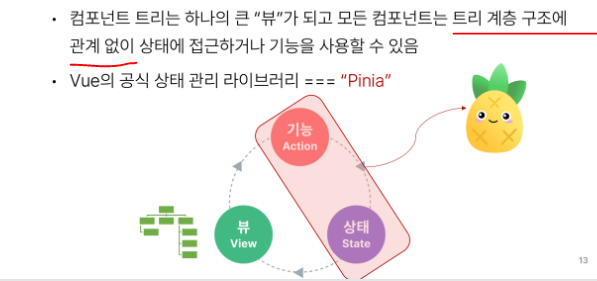 • 컴포넌트 트리는 하나의 큰 “뷰”가 되고 모든 컴포넌트는 트리 계층 구조에
관계 없이 상태에 접근하거나 기능을 사용할 수 있음
• Vue의 공식 상태 관리 라이브러리 === “Pinia”
기능
Action
뷰
View
상태
State
13